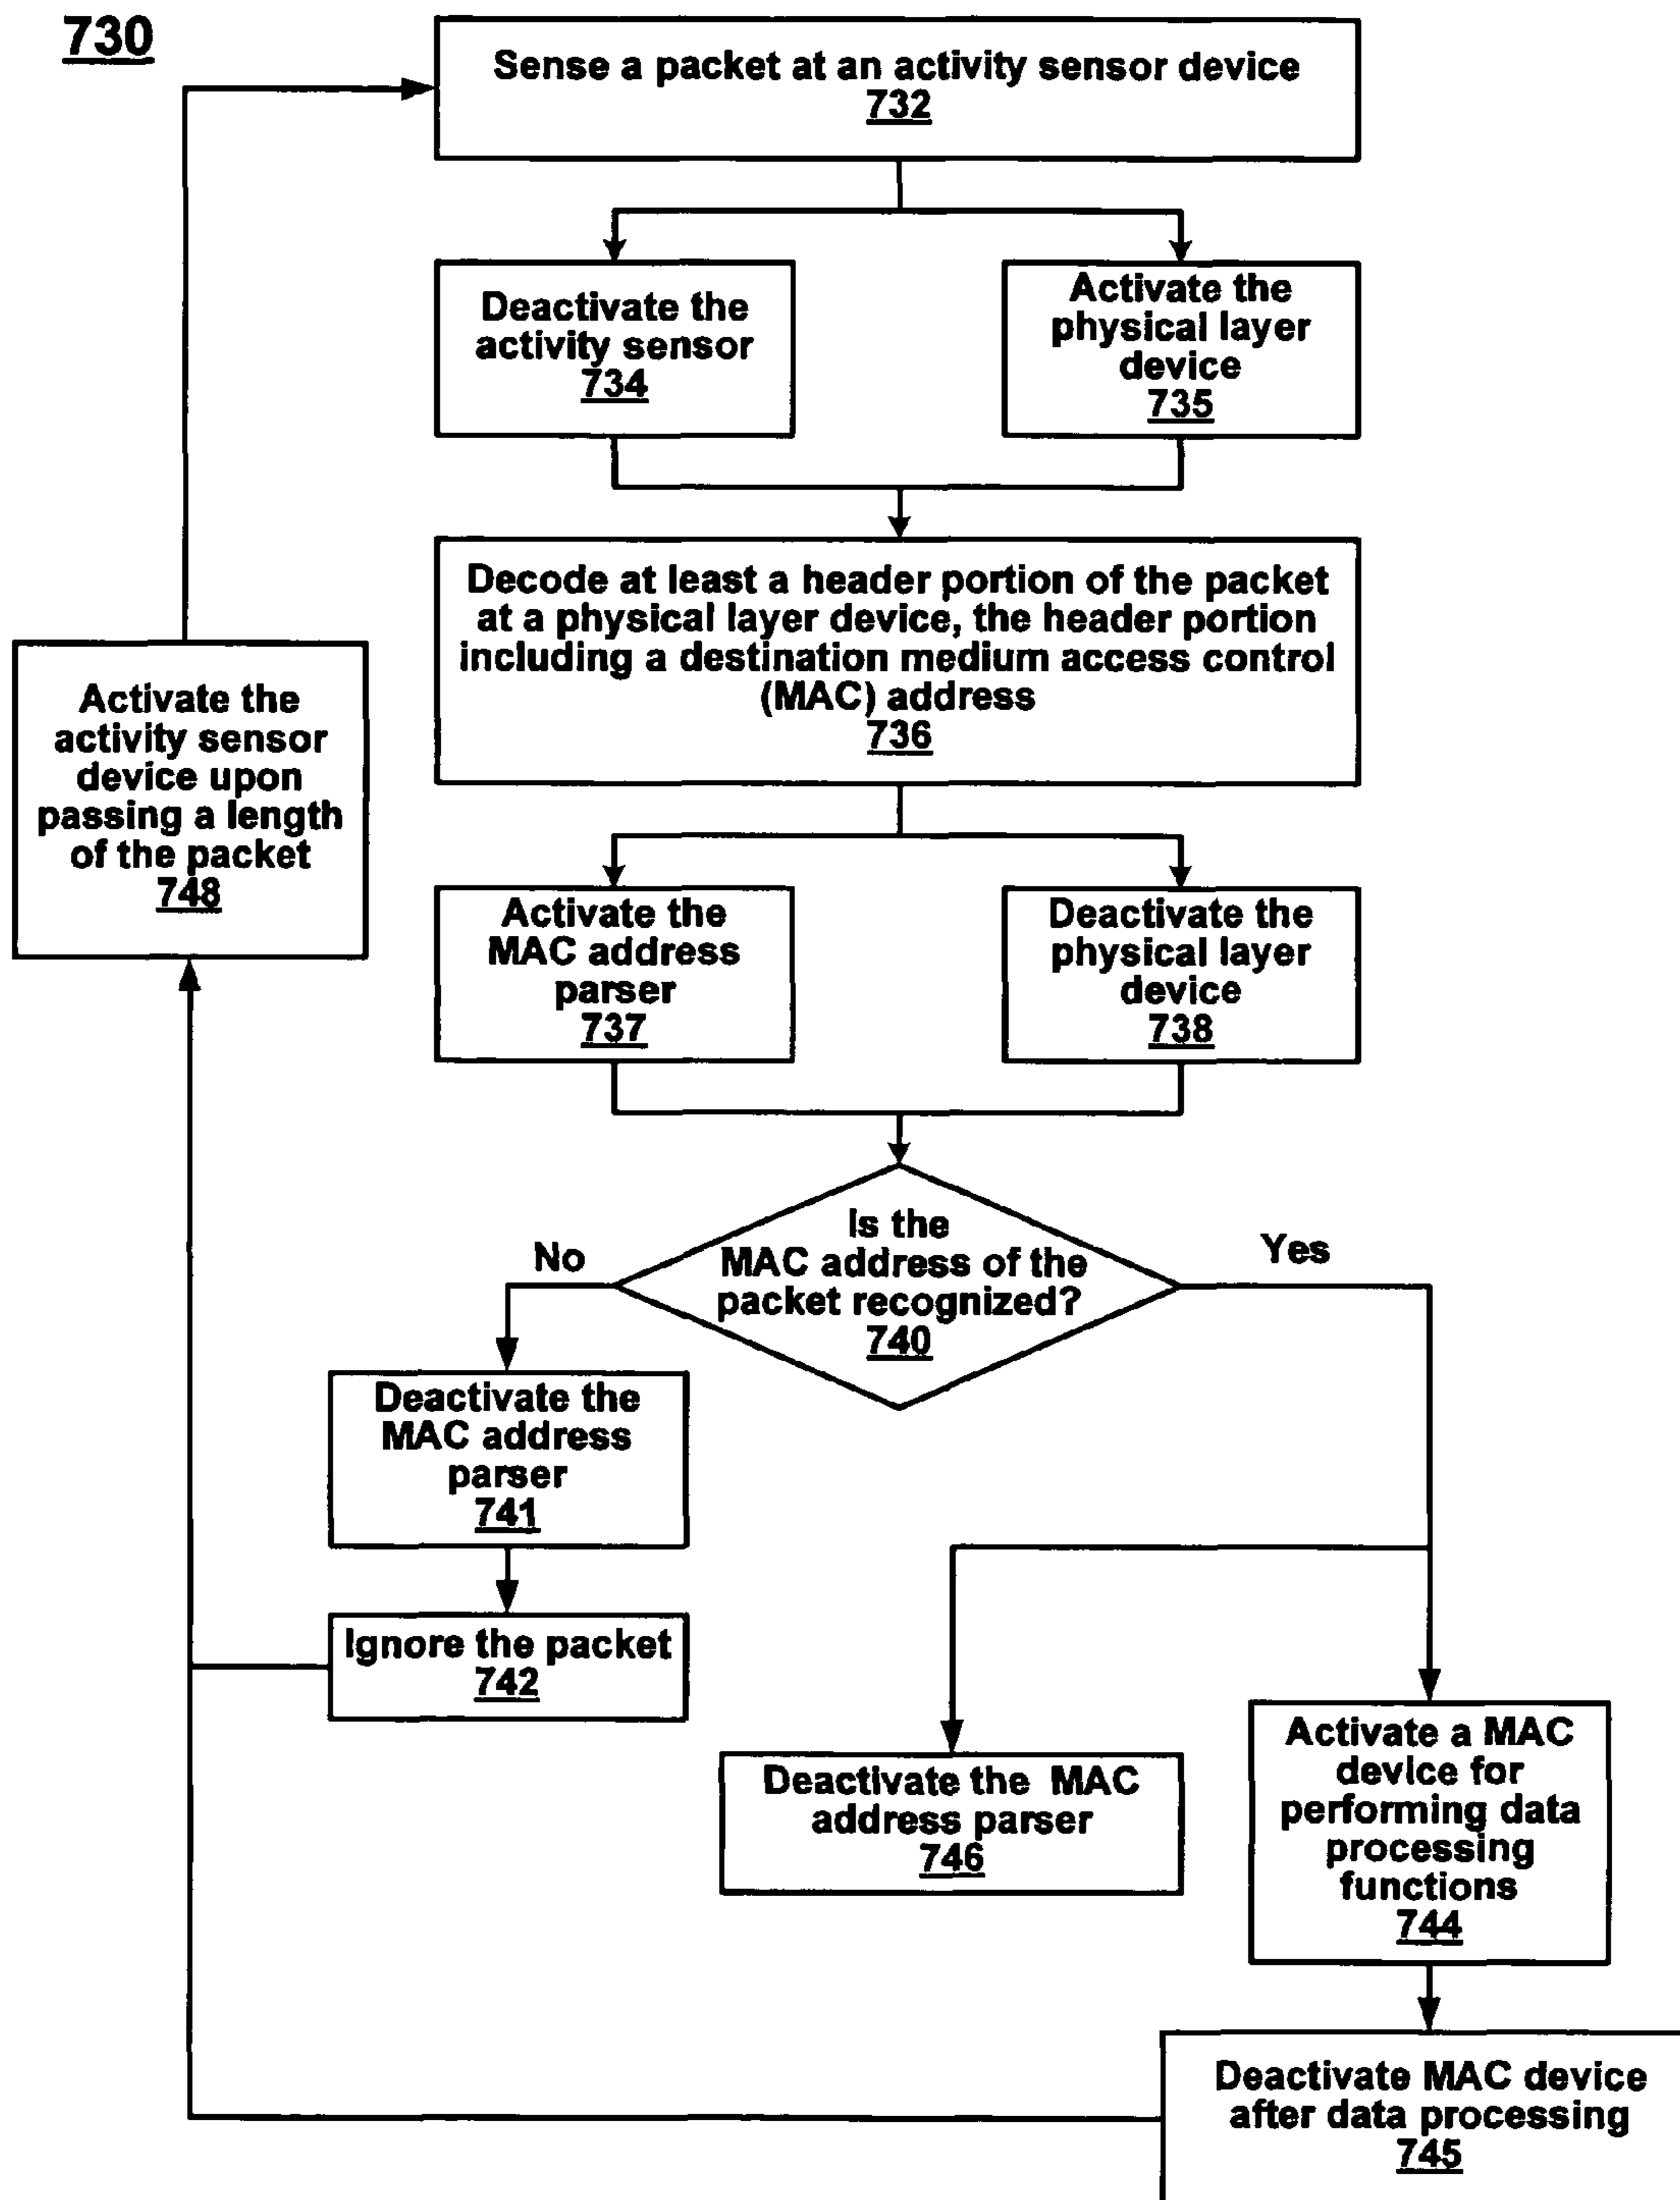 730
Sense a packet at an activity sensor device
732
Deactivate the
activity sensor
734
Activate the
physical layer
device
735
Decode at least a header portion of the packet
at a physical layer device, the header portion
including a destination medium access control
(MAC) address
736
Activate the
activity sensor
device upon
passing a length
of the packet
748
Activate the
MAC address
parser
737
Deactivate the
physical layer
device
738
Is the
MAC address of the
packet recognized?
740
No
Yes
Deactivate the
MAC address
parser
741
Ignore the packet
742
Deactivate the MAC
address parser
746
Activate a MAC
device for
performing data
processing
functions
744
Deactivate MAC device
after data processing
745